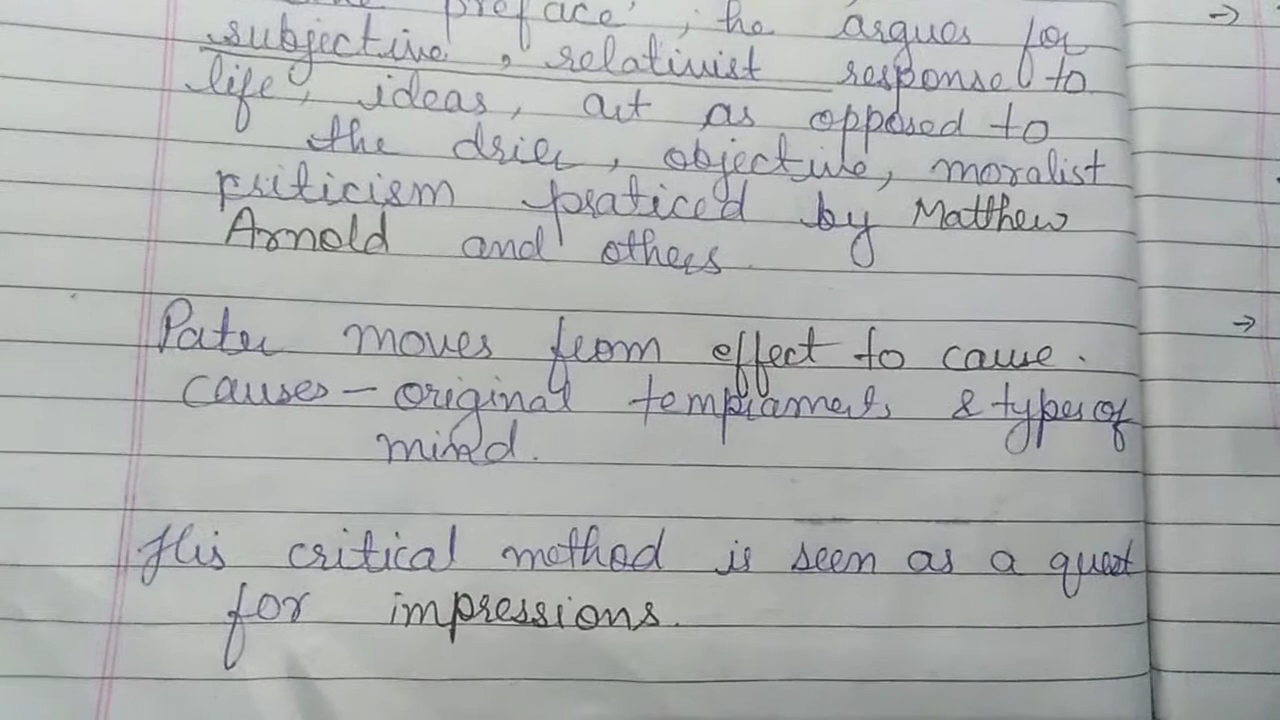 preface', he argues for
subjective, relativist response to
life, ideas, art as opposed to
the drier, objective, moralist
criticism praticed by Matthew
Arnold and others.
Pater moves from effect to cause.
causes - original tempraments & types of
mind.
His critical method is seen as a quest
for impressions.